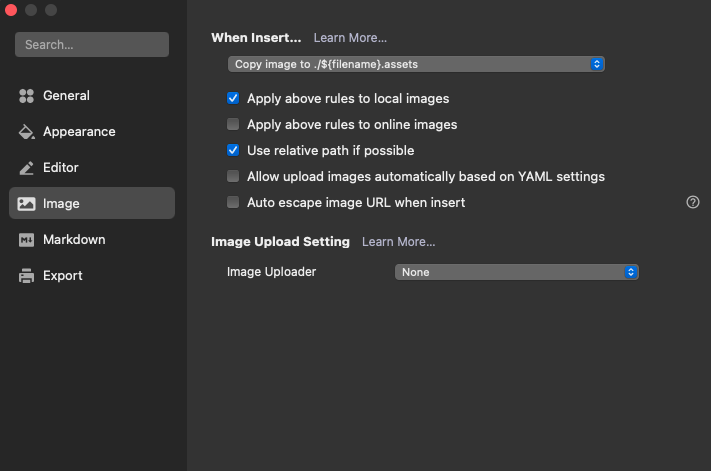 Search...
General
Appearance
Editor
Image
Markdown
Export
When Insert... Learn More...
Copy image to ./${filename}.assets
Apply above rules to local images
Apply above rules to online images
Use relative path if possible
Allow upload images automatically based on YAML settings
Auto escape image URL when insert
?
Image Upload Setting Learn More...
Image Uploader None